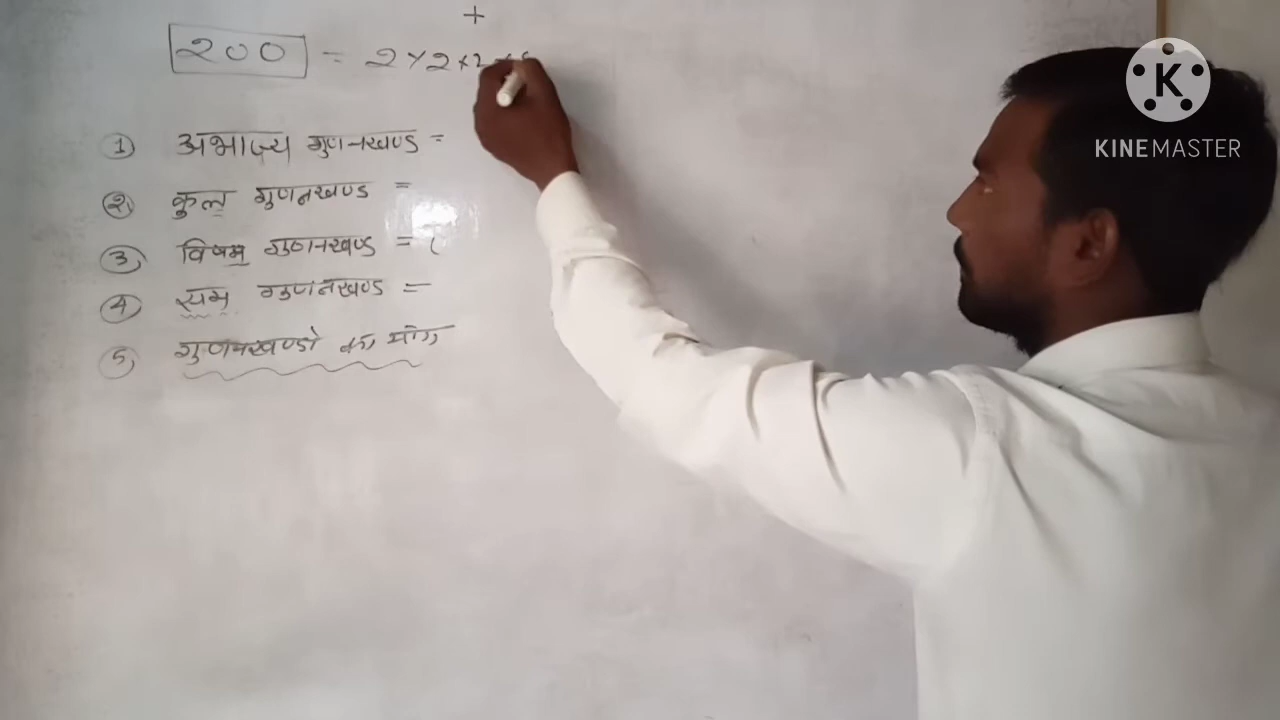 +
200 = 2 × 2 × 2 ×
① अभाज्य गुणनखण्ड =
② कुल गुणनखण्ड =
③ विषम गुणनखण्ड = (
④ सम गुणनखण्ड =
⑤ गुणनखण्डो का योग
K
KINEMASTER